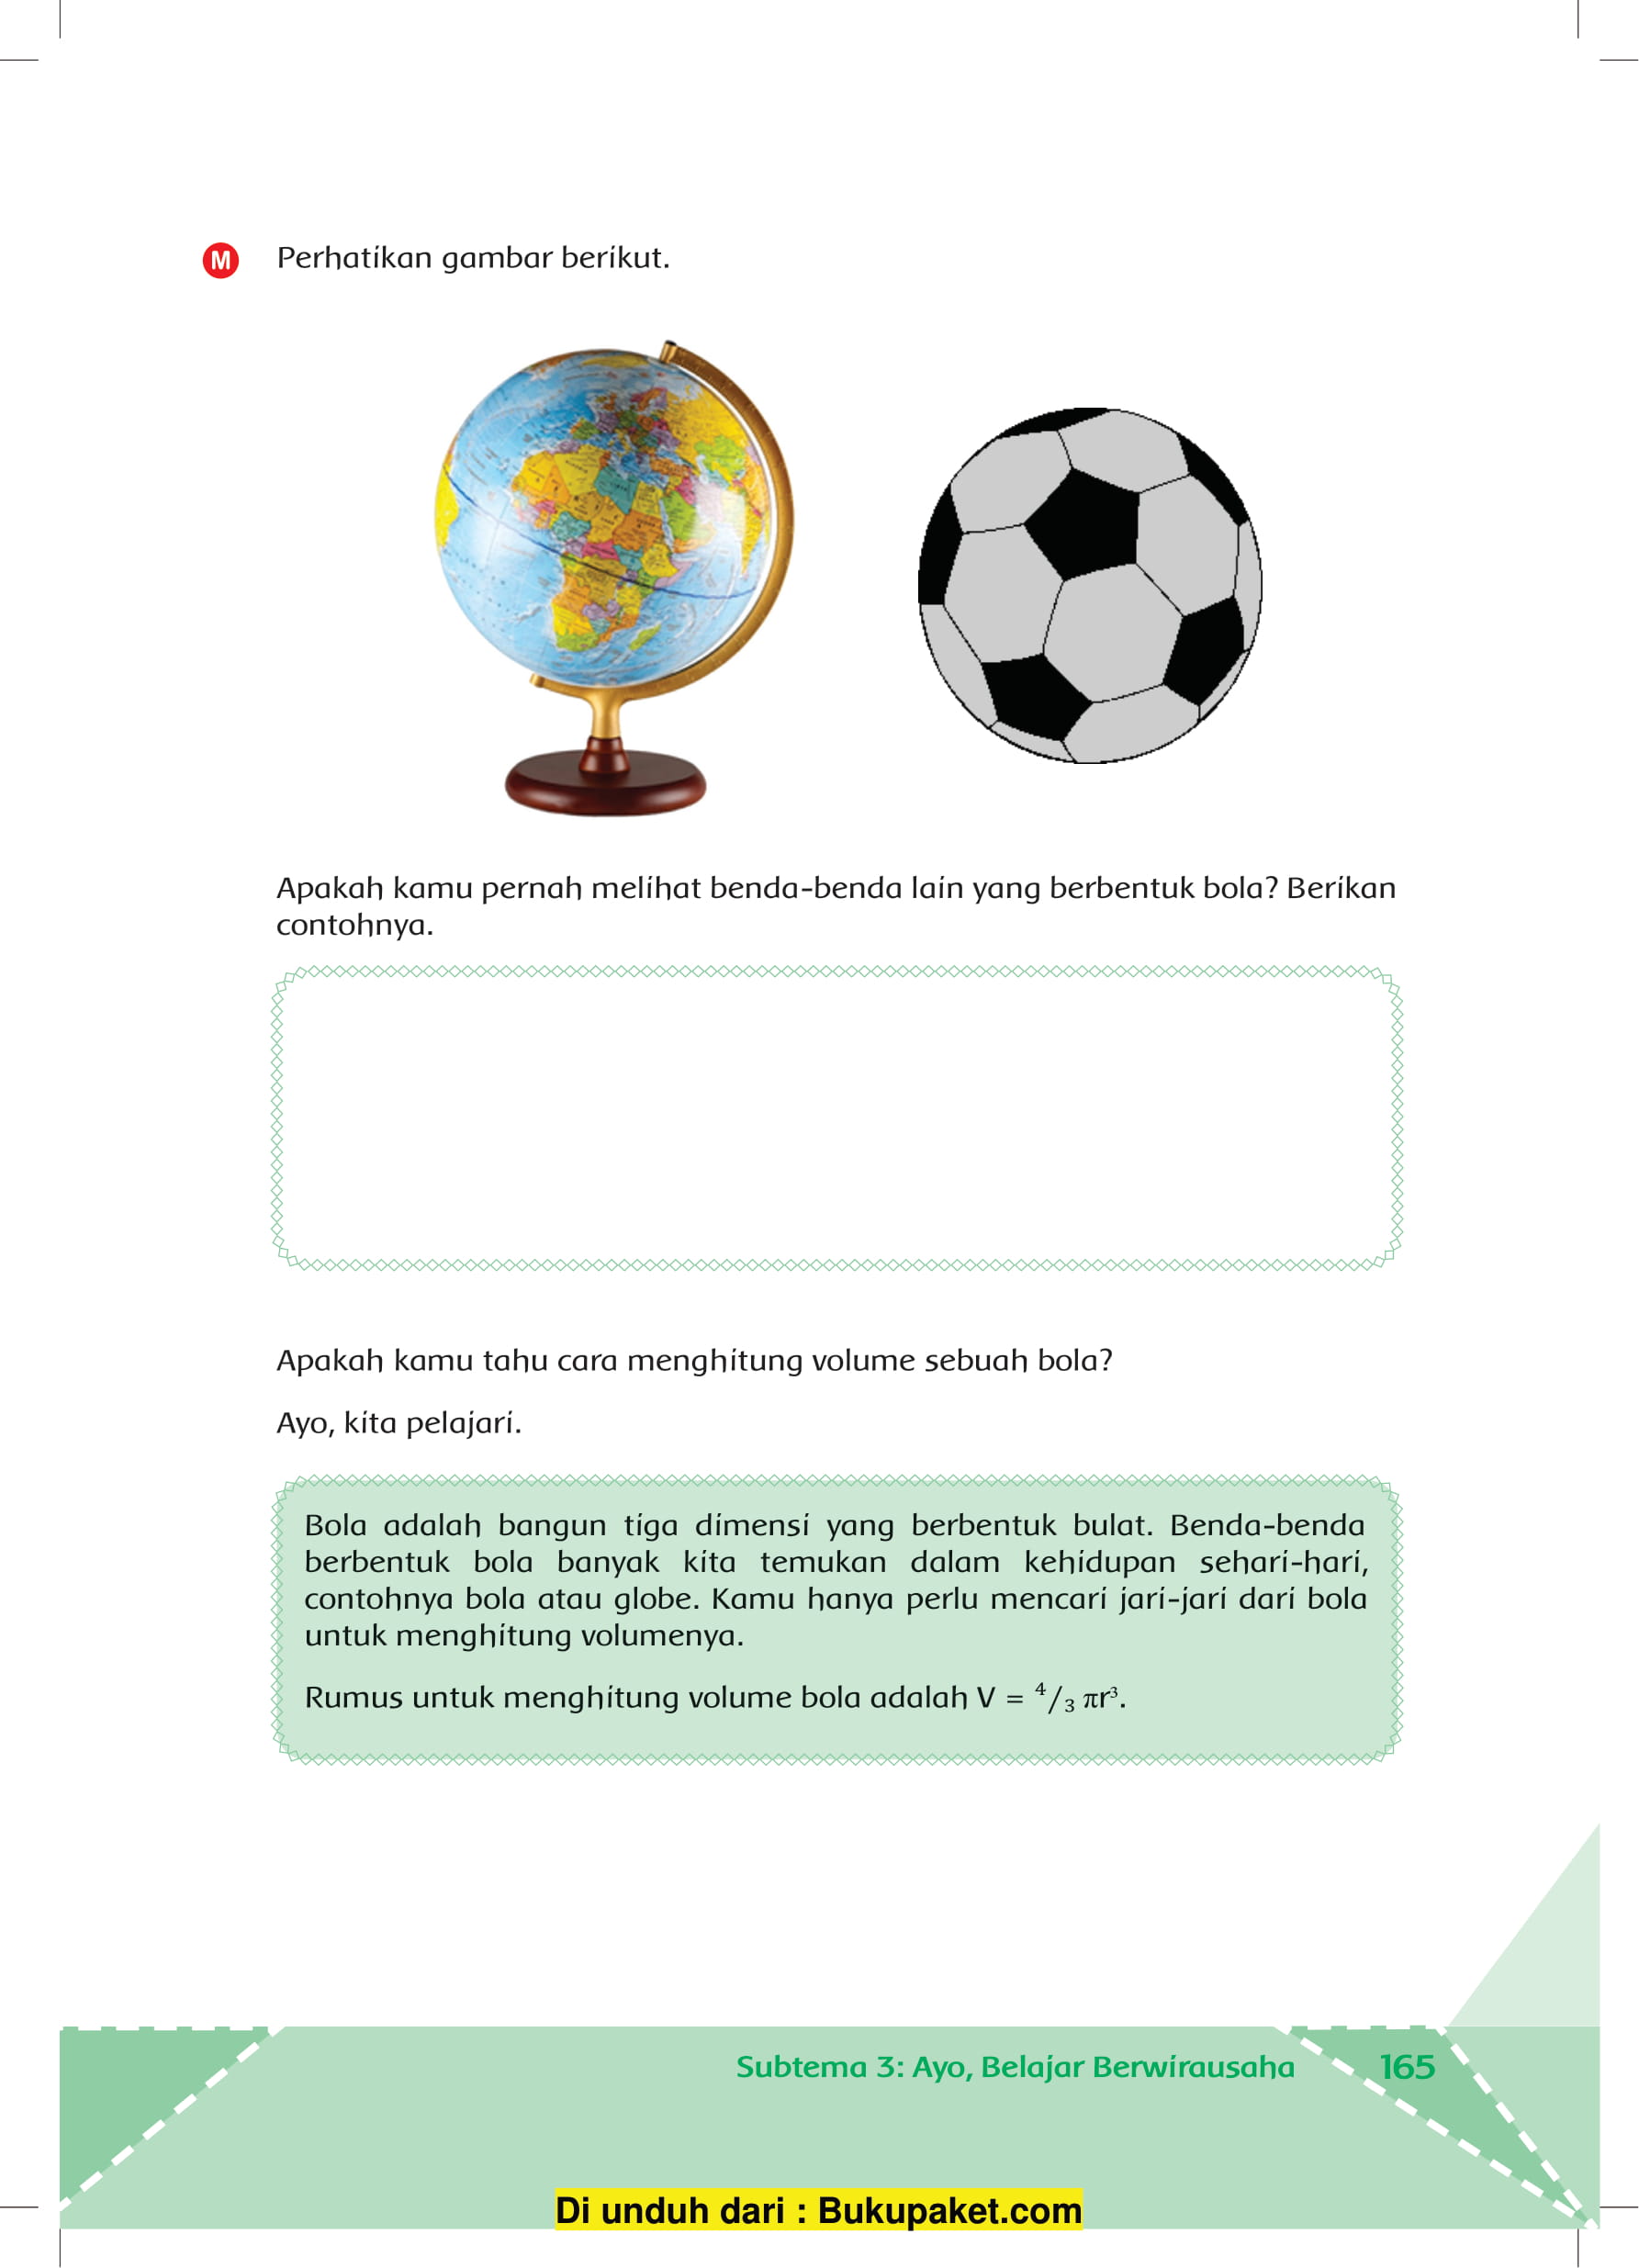 M Perhatikan gambar berikut.
Apakah kamu pernah melihat benda-benda lain yang berbentuk bola? Berikan
contohnya.
Apakah kamu tahu cara menghitung volume sebuah bola?
Ayo, kita pelajari.
Bola adalah bangun tiga dimensi yang berbentuk bulat. Benda-benda
berbentuk bola banyak kita temukan dalam kehidupan sehari-hari,
contohnya bola atau globe. Kamu hanya perlu mencari jari-jari dari bola
untuk menghitung volumenya.
Rumus untuk menghitung volume bola adalah V = ⁴/₃ πr³.
Subtema 3: Ayo, Belajar Berwirausaha 165
Di unduh dari : Bukupaket.com